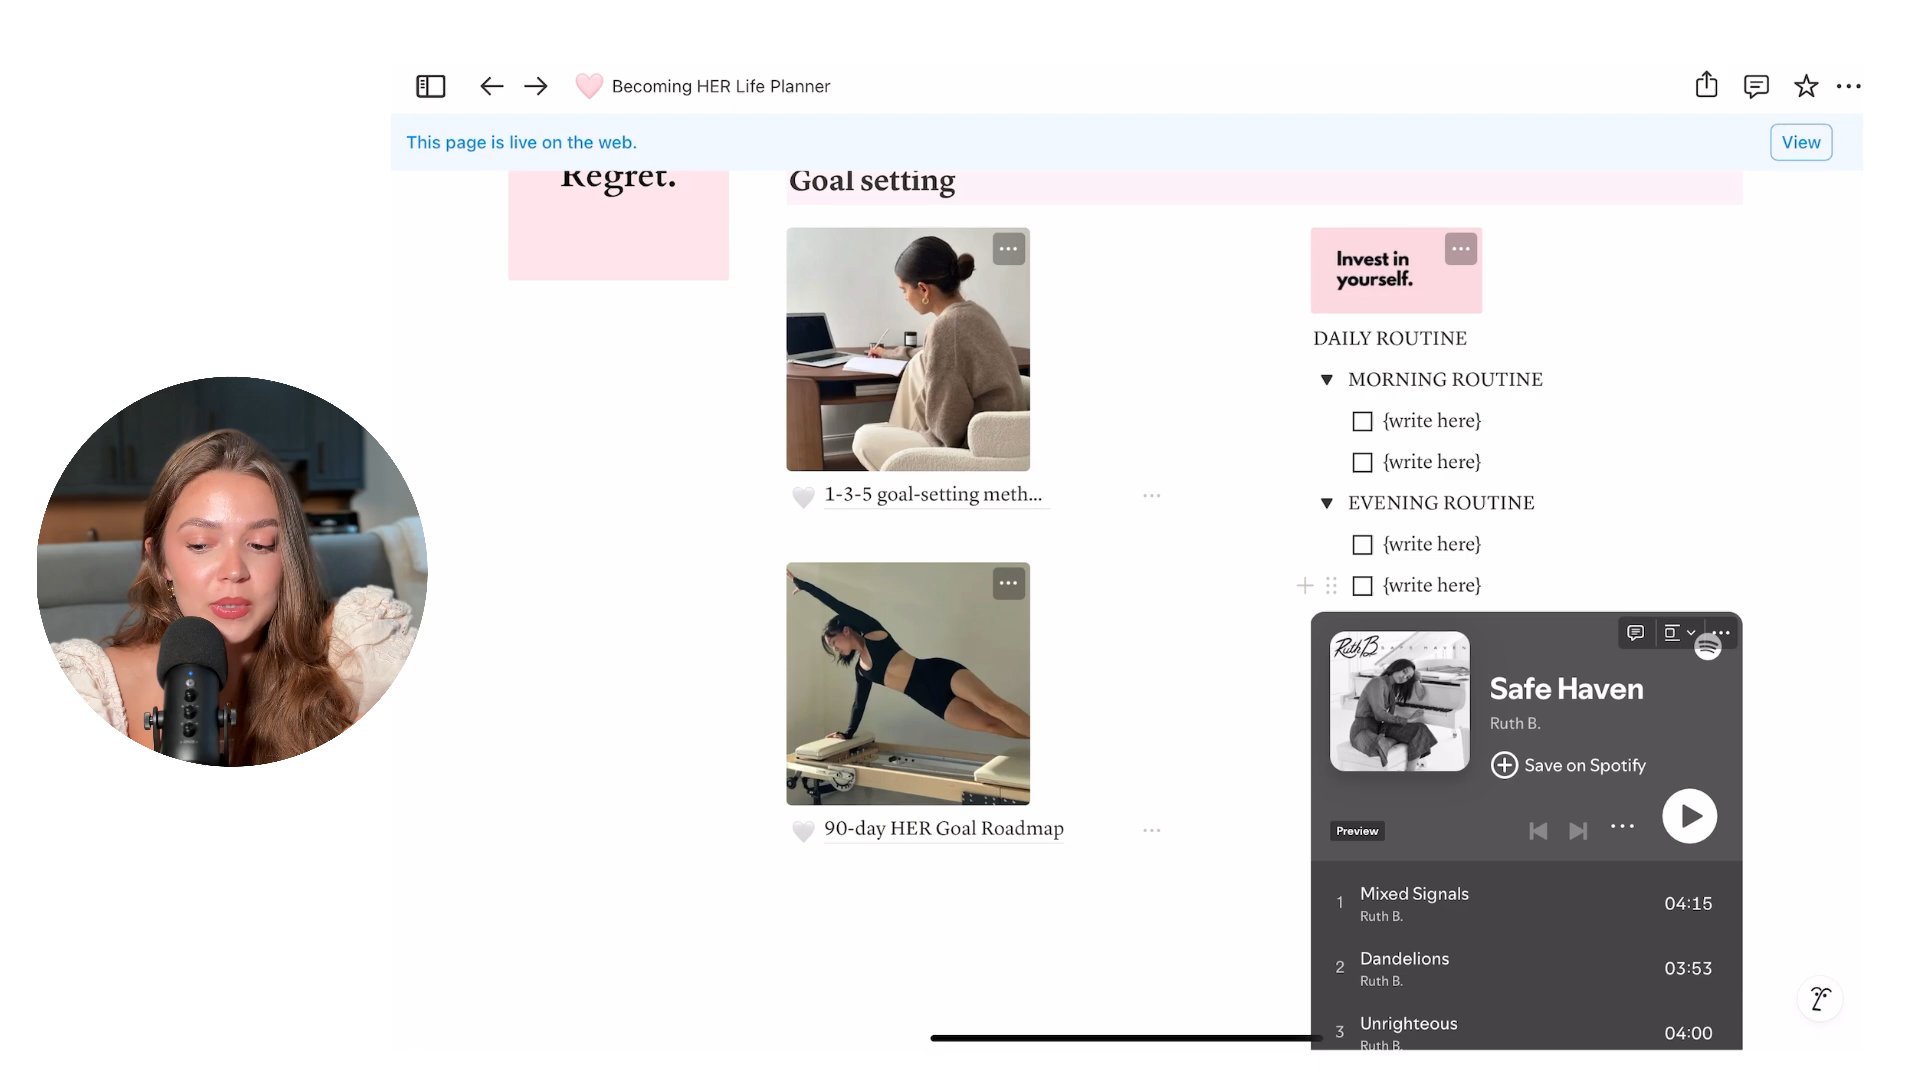 Becoming HER Life Planner
This page is live on the web.
View
Regret.
Goal setting
Invest in
yourself.
DAILY ROUTINE
MORNING ROUTINE
{write here}
{write here}
1-3-5 goal-setting meth...
EVENING ROUTINE
{write here}
{write here}
90-day HER Goal Roadmap
Ruth B
SAFE HAVEN
Safe Haven
Ruth B.
Save on Spotify
Preview
1 Mixed Signals 04:15
Ruth B.
2 Dandelions 03:53
Ruth B.
3 Unrighteous 04:00
Ruth B.